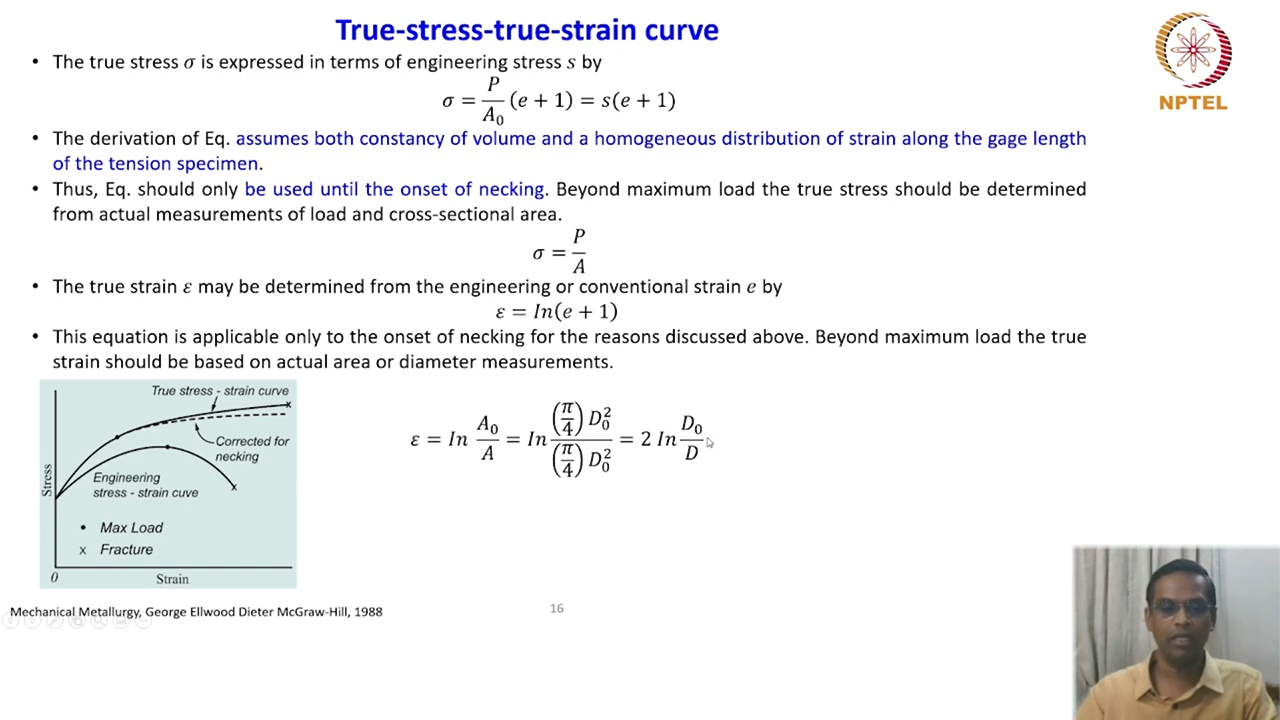 True-stress-true-strain curve
NPTEL
• The true stress σ is expressed in terms of engineering stress s by
σ = P/A₀ (e + 1) = s(e + 1)
• The derivation of Eq. assumes both constancy of volume and a homogeneous distribution of strain along the gage length
of the tension specimen.
• Thus, Eq. should only be used until the onset of necking. Beyond maximum load the true stress should be determined
from actual measurements of load and cross-sectional area.
σ = P/A
• The true strain ε may be determined from the engineering or conventional strain e by
ε = In(e + 1)
• This equation is applicable only to the onset of necking for the reasons discussed above. Beyond maximum load the true
strain should be based on actual area or diameter measurements.
ε = In A₀/A = In (π/4) D₀²/(π/4) D₀² = 2 In D₀/D
True stress - strain curve
Corrected for
necking
Engineering
stress - strain cuve
• Max Load
x Fracture
Stress
0
Strain
Mechanical Metallurgy, George Ellwood Dieter McGraw-Hill, 1988
16